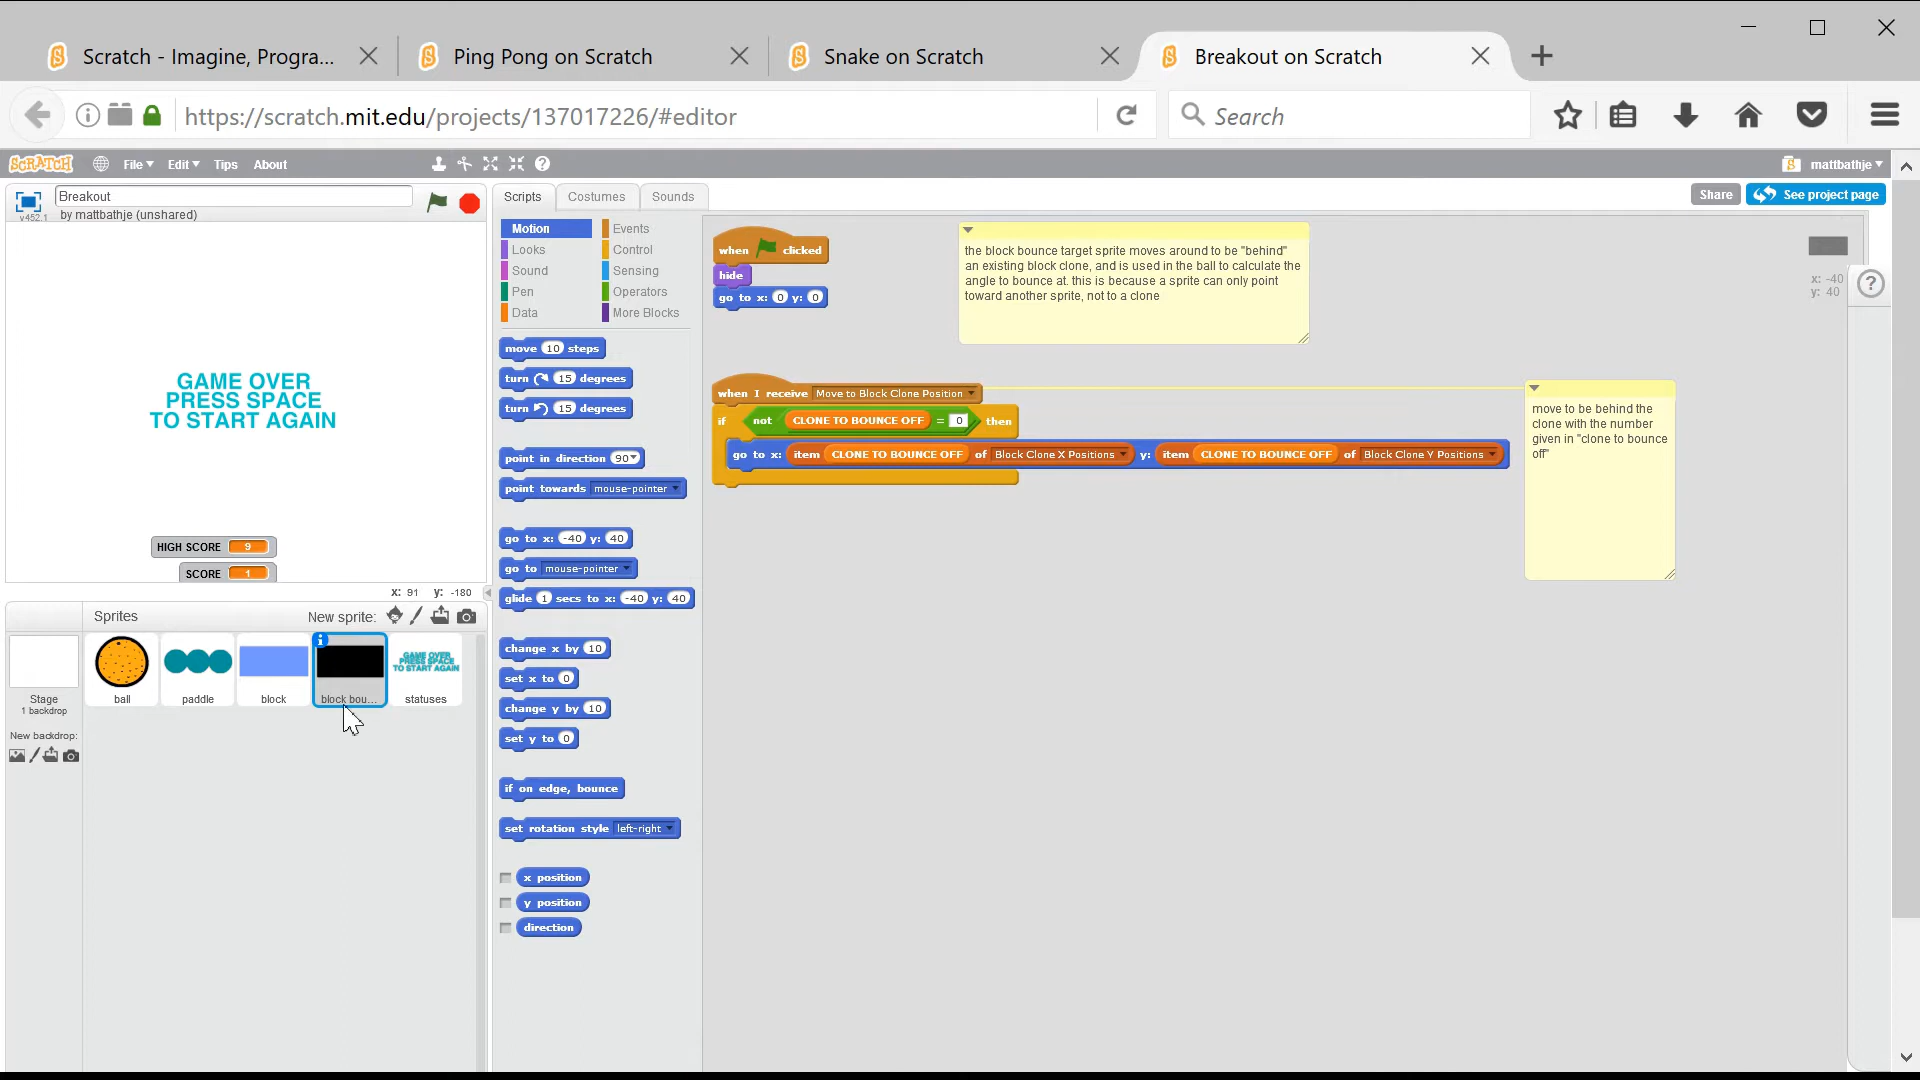 Scratch - Imagine, Progra...
Ping Pong on Scratch
Snake on Scratch
Breakout on Scratch
https://scratch.mit.edu/projects/137017226/#editor
Search
SCRATCH
File
Edit
Tips
About
mattbathje
v452.1
Breakout
by mattbathje (unshared)
Scripts
Costumes
Sounds
Share
See project page
GAME OVER
PRESS SPACE
TO START AGAIN
HIGH SCORE 9
SCORE 1
x: 91 y: -180
Sprites
New sprite:
Stage
1 backdrop
New backdrop:
ball
paddle
block
block bou...
GAME OVER
PRESS SPACE
TO START AGAIN
statuses
Motion
Looks
Sound
Pen
Data
Events
Control
Sensing
Operators
More Blocks
move 10 steps
turn 15 degrees
turn 15 degrees
point in direction 90
point towards mouse-pointer
go to x: -40 y: 40
go to mouse-pointer
glide 1 secs to x: -40 y: 40
change x by 10
set x to 0
change y by 10
set y to 0
if on edge, bounce
set rotation style left-right
x position
y position
direction
when clicked
hide
go to x: 0 y: 0
the block bounce target sprite moves around to be "behind"
an existing block clone, and is used in the ball to calculate the
angle to bounce at. this is because a sprite can only point
toward another sprite, not to a clone
x: -40
y: 40
when I receive Move to Block Clone Position
if not CLONE TO BOUNCE OFF = 0 then
go to x: item CLONE TO BOUNCE OFF of Block Clone X Positions y: item CLONE TO BOUNCE OFF of Block Clone Y Positions
move to be behind the
clone with the number
given in "clone to bounce
off"